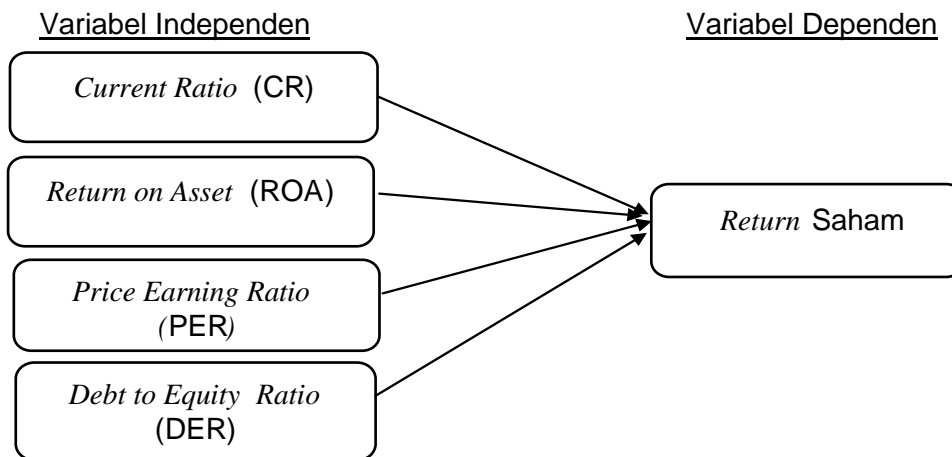 Variabel Independen
Variabel Dependen
Current Ratio (CR)
Return on Asset (ROA)
Return Saham
Price Earning Ratio
(PER)
Debt to Equity Ratio
(DER)